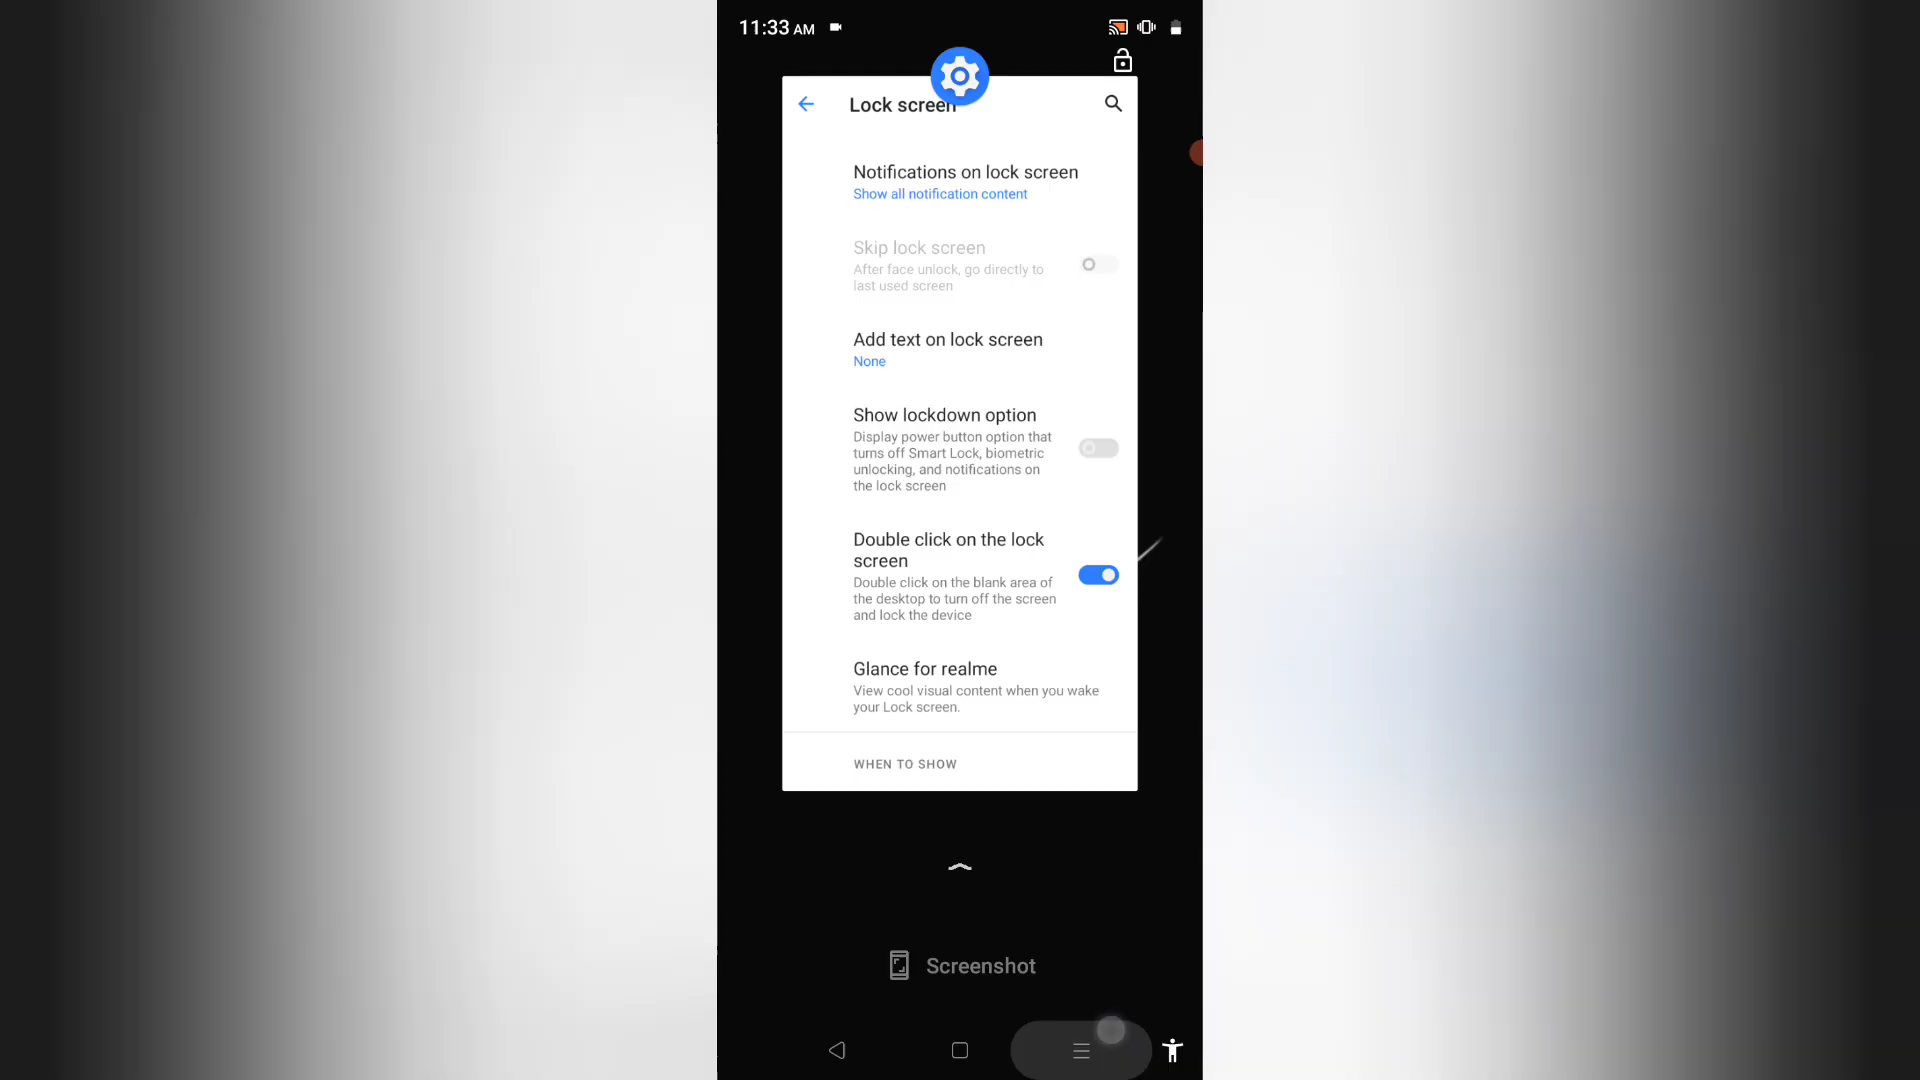 11:33 AM
Lock screen
Notifications on lock screen
Show all notification content
Skip lock screen
After face unlock, go directly to
last used screen
Add text on lock screen
None
Show lockdown option
Display power button option that
turns off Smart Lock, biometric
unlocking, and notifications on
the lock screen
Double click on the lock
screen
Double click on the blank area of
the desktop to turn off the screen
and lock the device
Glance for realme
View cool visual content when you wake
your Lock screen.
WHEN TO SHOW
Screenshot